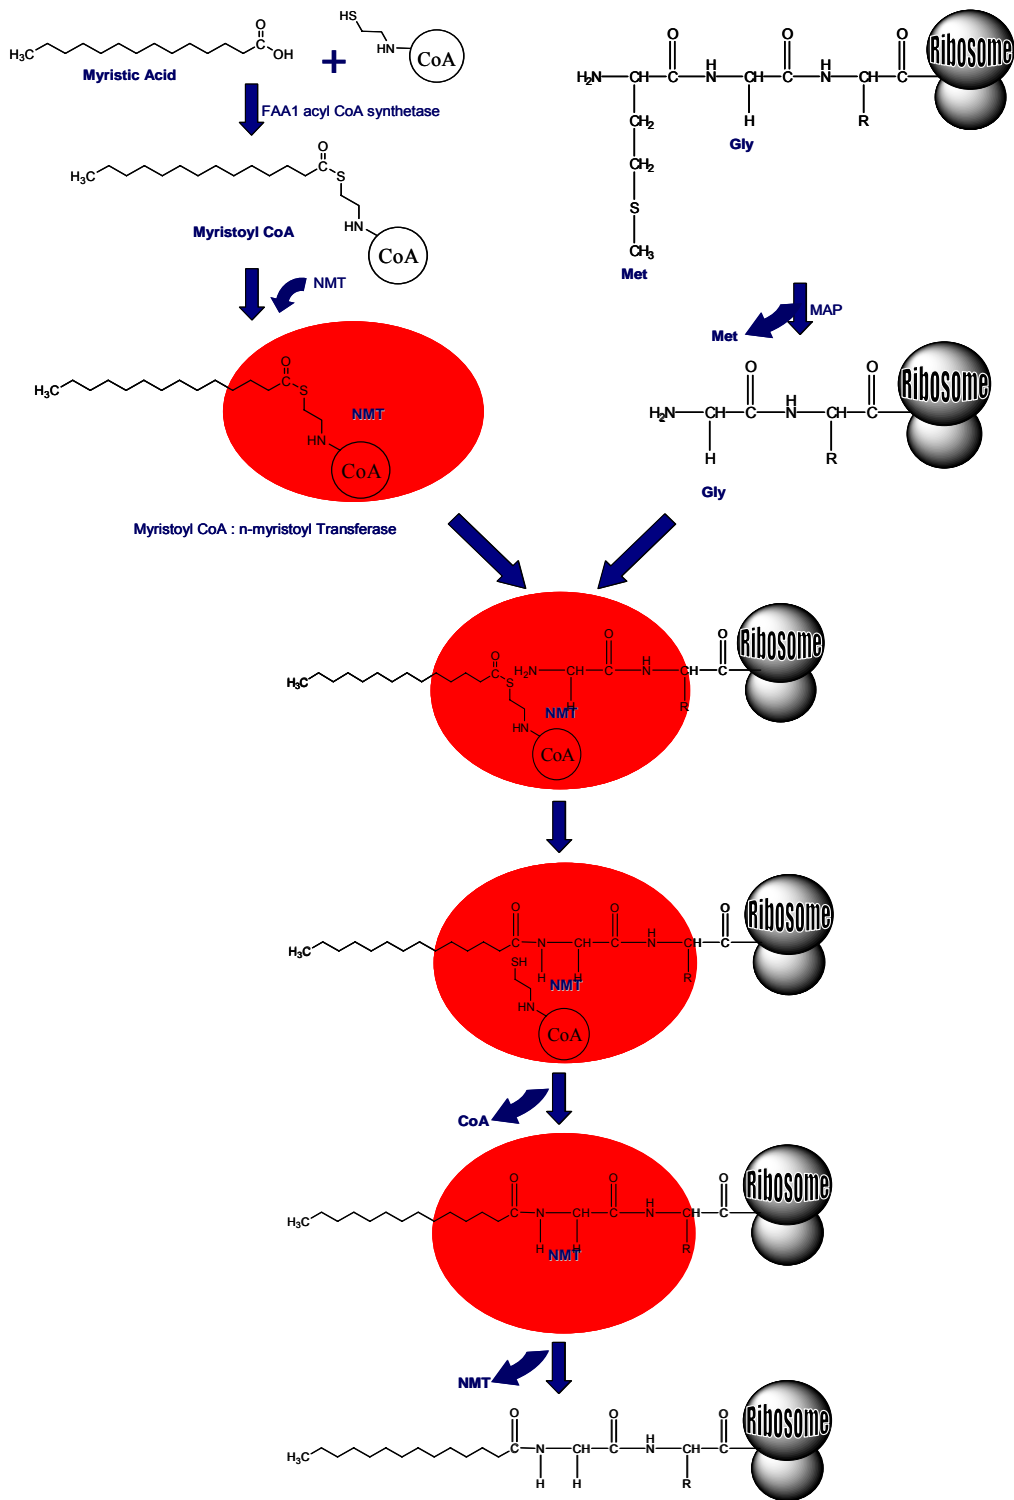 HS
O
H₃C
OH
HN
CoA
Myristic Acid
+
FAA1 acyl CoA synthetase
O
H₃C
S
HN
CoA
Myristoyl CoA
NMT
O
H₃C
S
NMT
HN
CoA
Myristoyl CoA : n-myristoyl Transferase
O
O
O
Ribosome
H₂N
CH
C
H
N
CH
C
H
N
CH
C
CH₂
H
R
Gly
CH₂
S
CH₃
Met
MAP
Met
O
O
Ribosome
H₂N
CH
C
H
N
CH
C
H
R
Gly
O
O
O
Ribosome
H₃C
C
S
H₂N
CH
C
H
N
CH
C
H
R
NMT
HN
CoA
O
O
O
Ribosome
H₃C
C
N
CH
C
H
N
CH
C
SH
H
H
R
NMT
HN
CoA
CoA
O
O
O
Ribosome
H₃C
C
N
CH
C
H
N
CH
C
H
H
R
NMT
NMT
O
O
O
Ribosome
H₃C
C
N
CH
C
H
N
CH
C
H
H
R